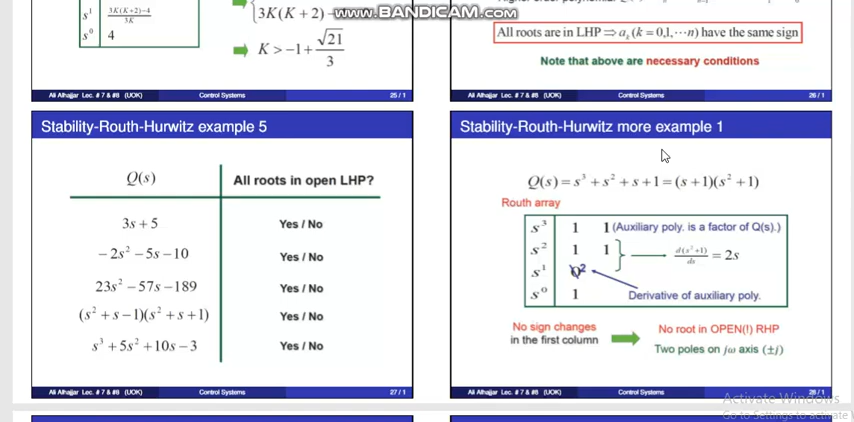 www.BANDICAM.com
s¹ 3K(K+2)−4 / 3K
s⁰ 4
3K(K+2)
K > −1 + √21 / 3
Ali Alhajjar Lec. # 7 & #8 (UOK) Control Systems 25 / 1
All roots are in LHP ⇒ aₖ (k = 0,1,⋯n) have the same sign
Note that above are necessary conditions
Ali Alhajjar Lec. # 7 & #8 (UOK) Control Systems 26 / 1
Stability-Routh-Hurwitz example 5
Q(s) All roots in open LHP?
3s + 5 Yes / No
−2s² − 5s − 10 Yes / No
23s² − 57s − 189 Yes / No
(s² + s − 1)(s² + s + 1) Yes / No
s³ + 5s² + 10s − 3 Yes / No
Ali Alhajjar Lec. # 7 & #8 (UOK) Control Systems 27 / 1
Stability-Routh-Hurwitz more example 1
Q(s) = s³ + s² + s + 1 = (s + 1)(s² + 1)
Routh array
s³ 1 1 (Auxiliary poly. is a factor of Q(s).)
s² 1 1 d(s²+1)/ds = 2s
s¹ 0 2
s⁰ 1 Derivative of auxiliary poly.
No sign changes
in the first column
No root in OPEN(!) RHP
Two poles on jω axis (±j)
Ali Alhajjar Lec. # 7 & #8 (UOK) Control Systems 28 / 1
Activate Windows
Go to Settings to activate